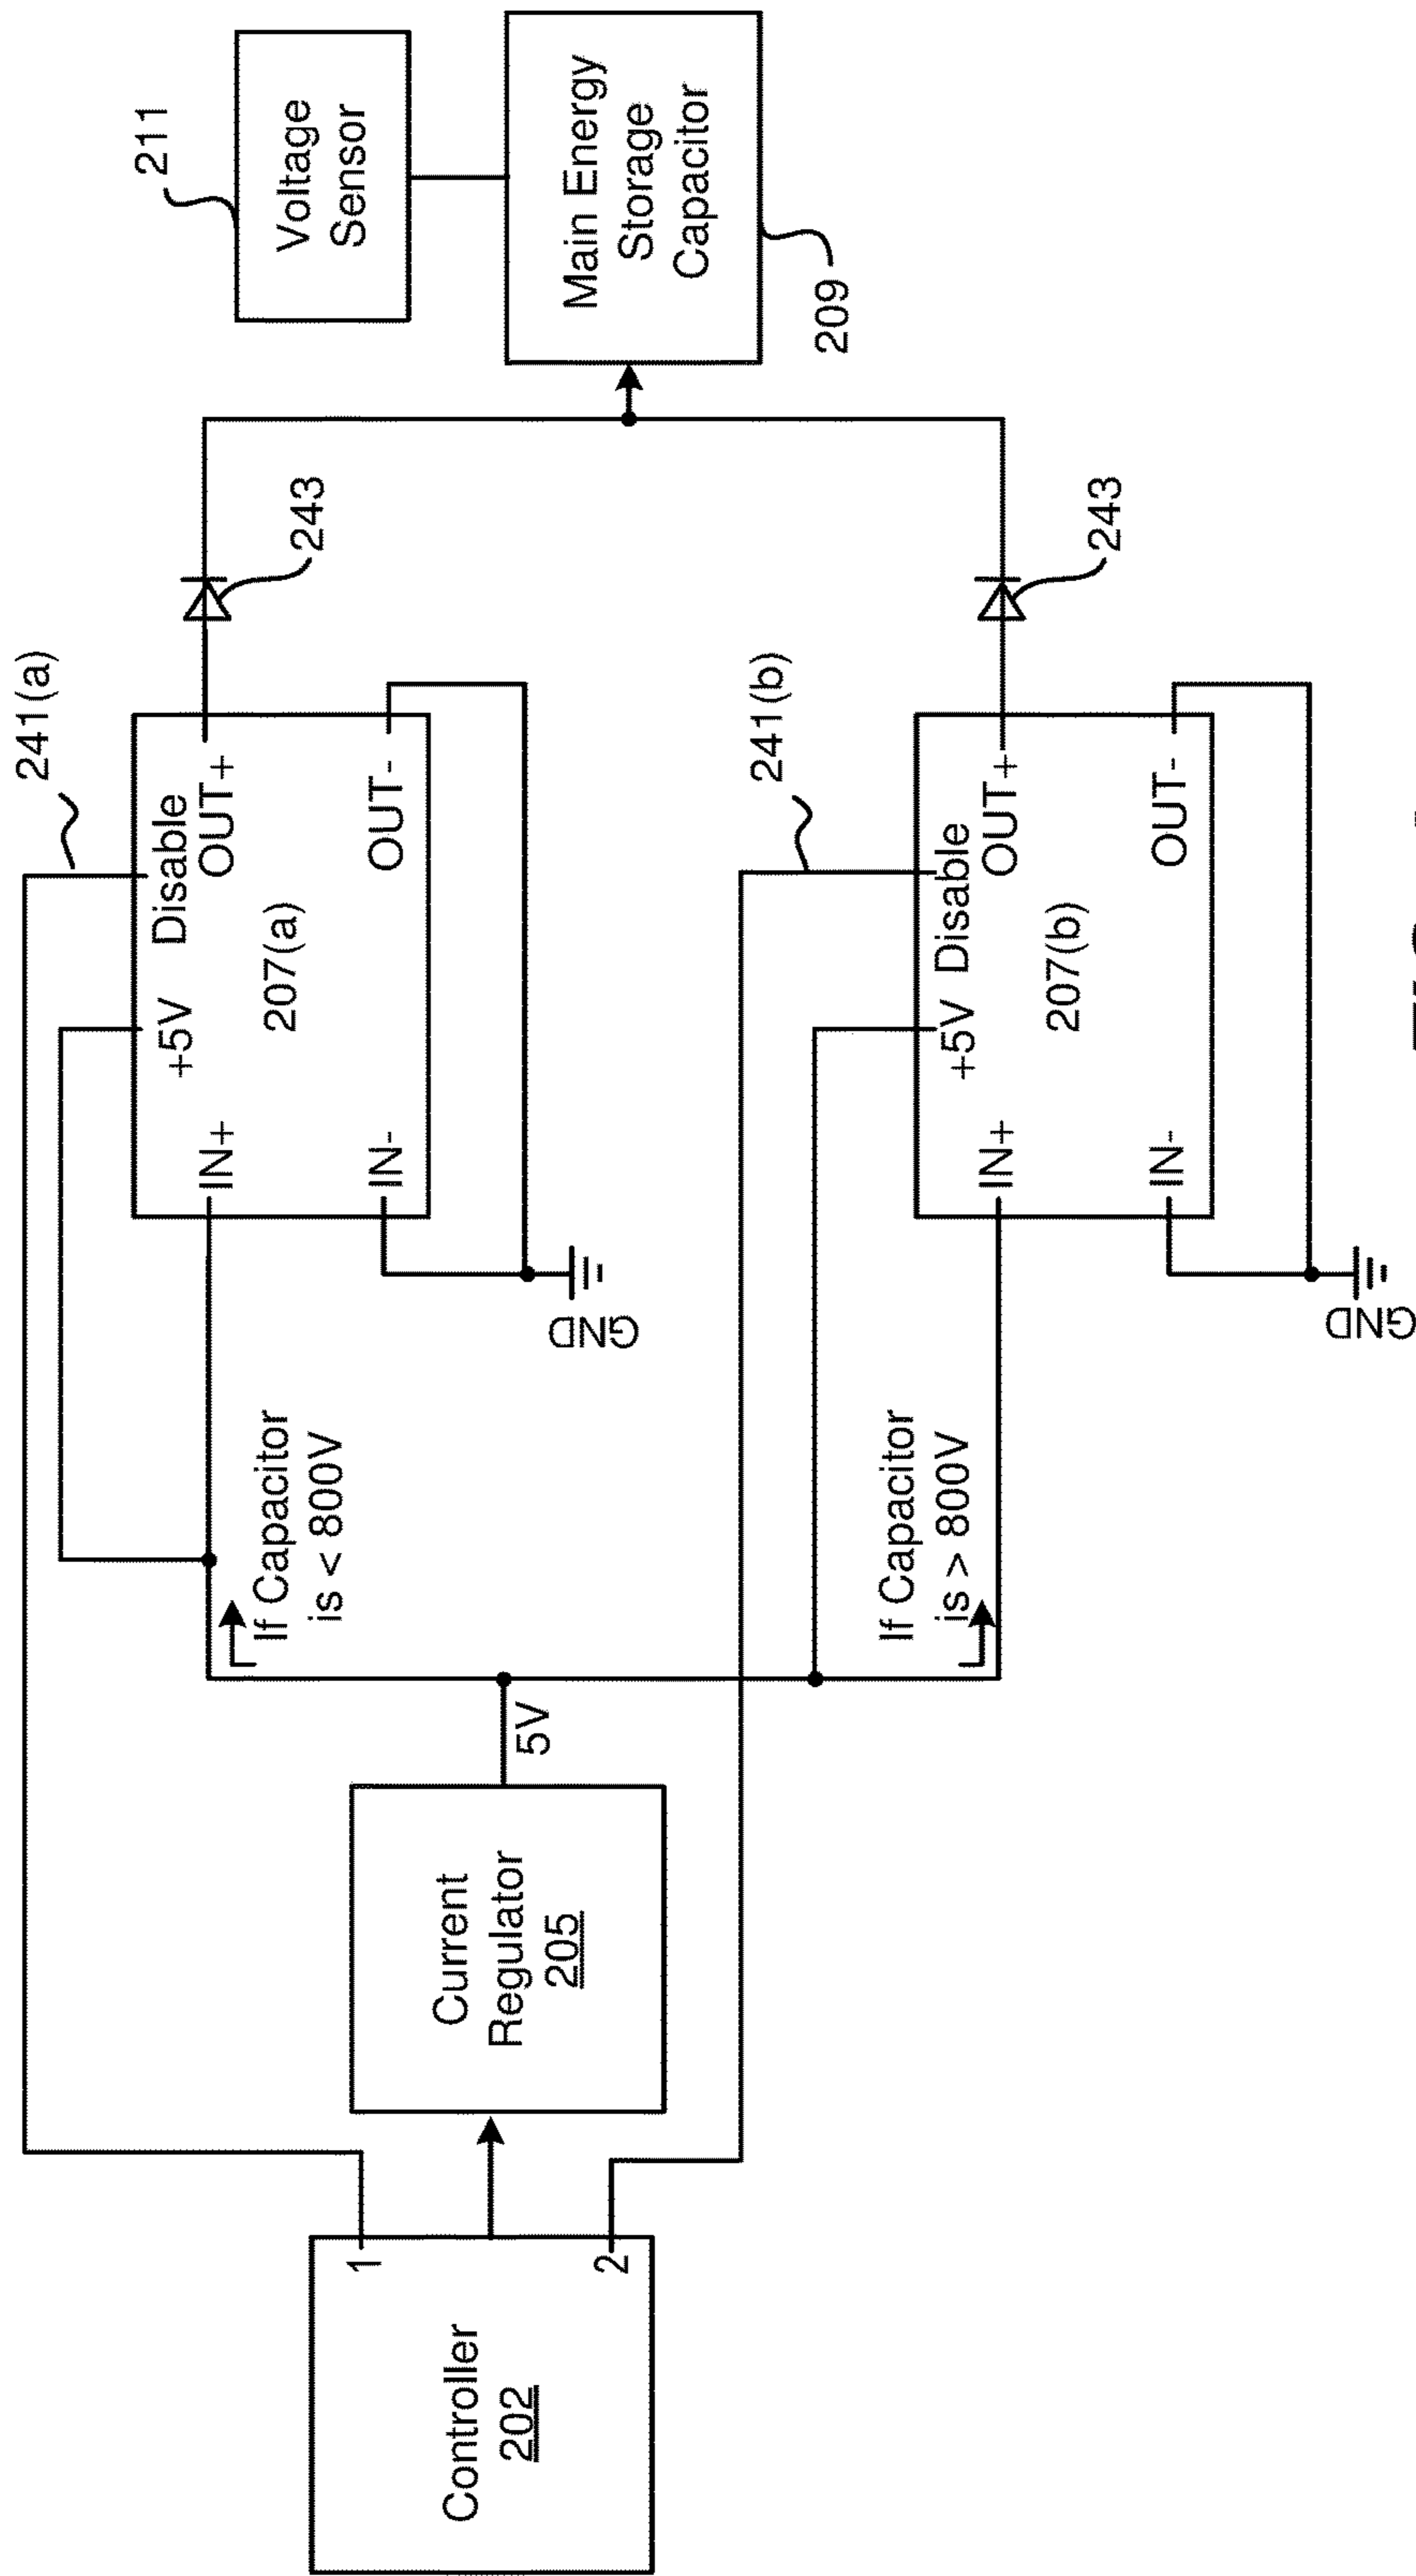 Controller
202
1
2
Current
Regulator
205
5V
If Capacitor
is < 800V
If Capacitor
is > 800V
GND
GND
241(a)
+5V
Disable
IN+
OUT+
207(a)
IN-
OUT-
241(b)
+5V
Disable
IN+
OUT+
207(b)
IN-
OUT-
243
243
211
Voltage
Sensor
Main Energy
Storage
Capacitor
209